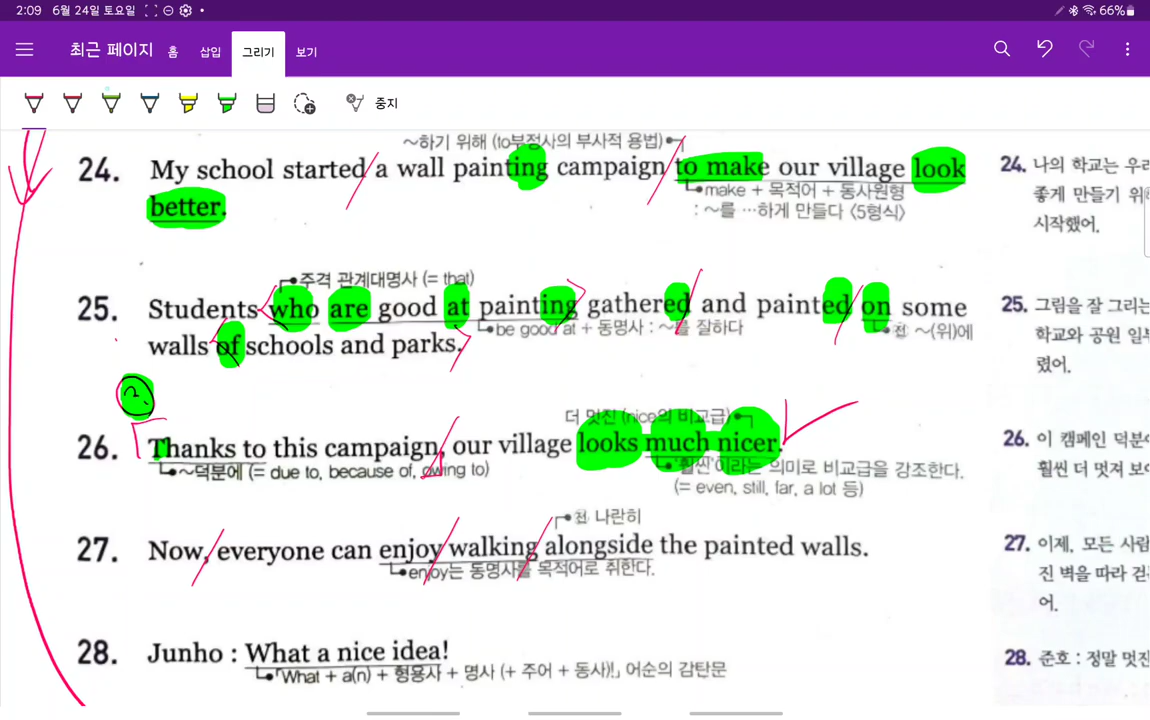 2:09 6월 24일 토요일 66%
최근 페이지 홈 삽입 그리기 보기
중지
~하기 위해 (to부정사의 부사적 용법)
24. My school started a wall painting campaign to make our village look
make + 목적어 + 동사원형
better.
: ~를 …하게 만들다 〈5형식〉
24. 나의 학교는 우리
좋게 만들기 위
시작했어.
주격 관계대명사 (= that)
25. Students who are good at painting gathered and painted on some
be good at + 동명사 : ~를 잘하다
전 ~(위)에
walls of schools and parks.
25. 그림을 잘 그리는
학교와 공원 일부
렸어.
2.
더 멋진 (nice의 비교급)
26. Thanks to this campaign, our village looks much nicer.
~덕분에 (= due to, because of, owing to)
'훨씬'이라는 의미로 비교급을 강조한다.
(= even, still, far, a lot 등)
26. 이 캠페인 덕분
훨씬 더 멋져 보
전 나란히
27. Now, everyone can enjoy walking alongside the painted walls.
enjoy는 동명사를 목적어로 취한다.
27. 이제, 모든 사람
진 벽을 따라 걷
어.
28. Junho : What a nice idea!
「What + a(n) + 형용사 + 명사 (+ 주어 + 동사)!」 어순의 감탄문
28. 준호 : 정말 멋진